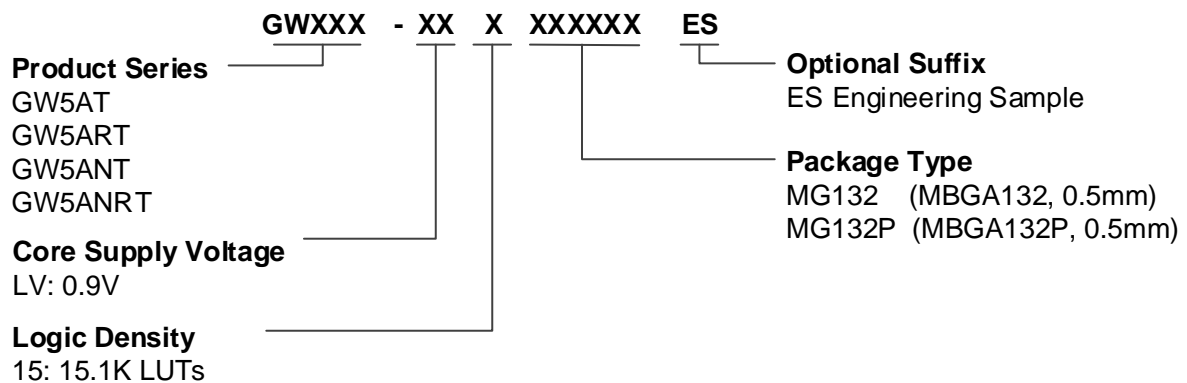 GWXXX - XX X XXXXXX ES
Product Series
GW5AT
GW5ART
GW5ANT
GW5ANRT
Core Supply Voltage
LV: 0.9V
Logic Density
15: 15.1K LUTs
Optional Suffix
ES Engineering Sample
Package Type
MG132 (MBGA132, 0.5mm)
MG132P (MBGA132P, 0.5mm)